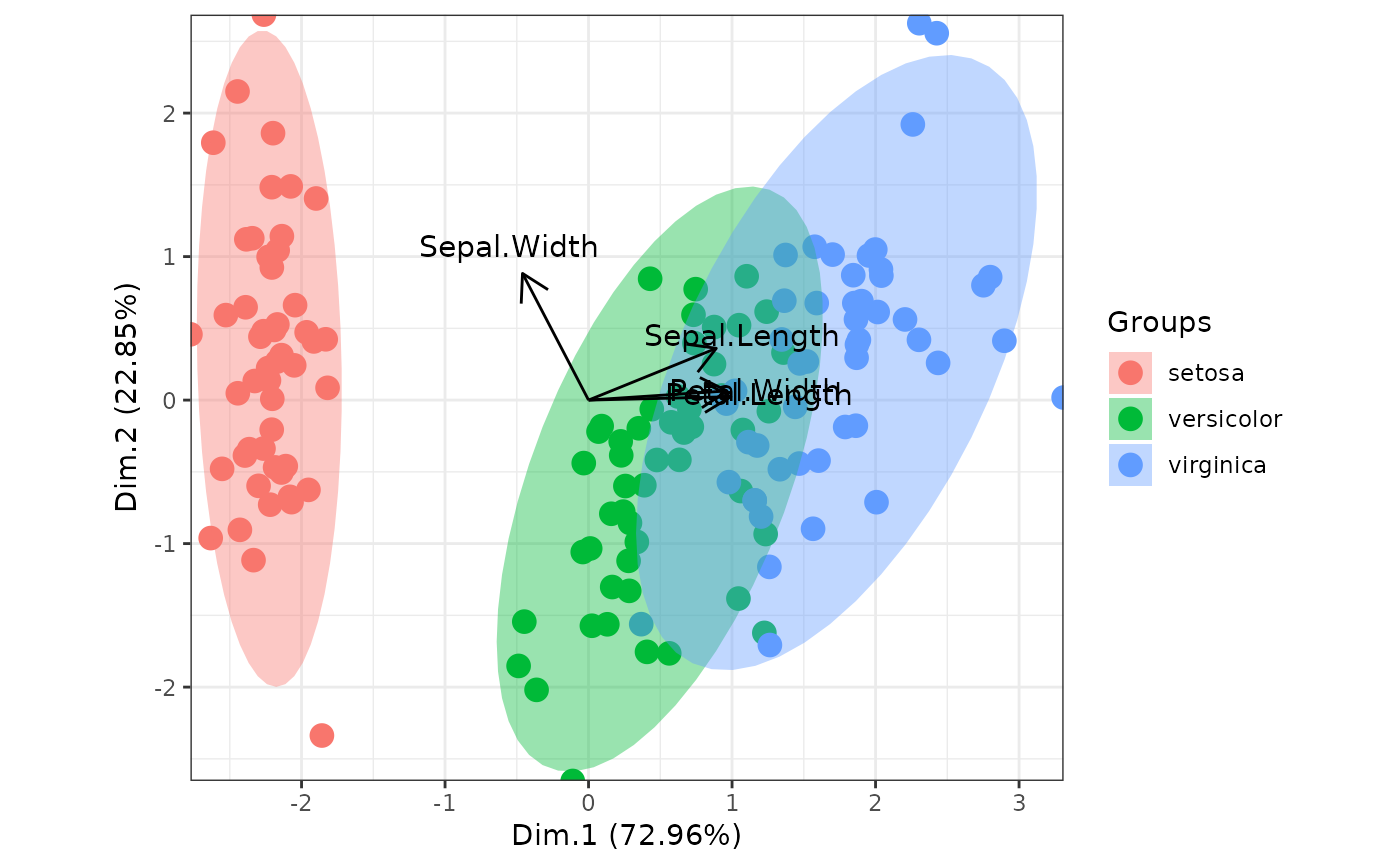 2
1
0
-1
-2
Dim.2 (22.85%)
Sepal.Width
Sepal.Length
Petal.Width
Petal.Length
-2
-1
0
1
2
3
Dim.1 (72.96%)
Groups
setosa
versicolor
virginica